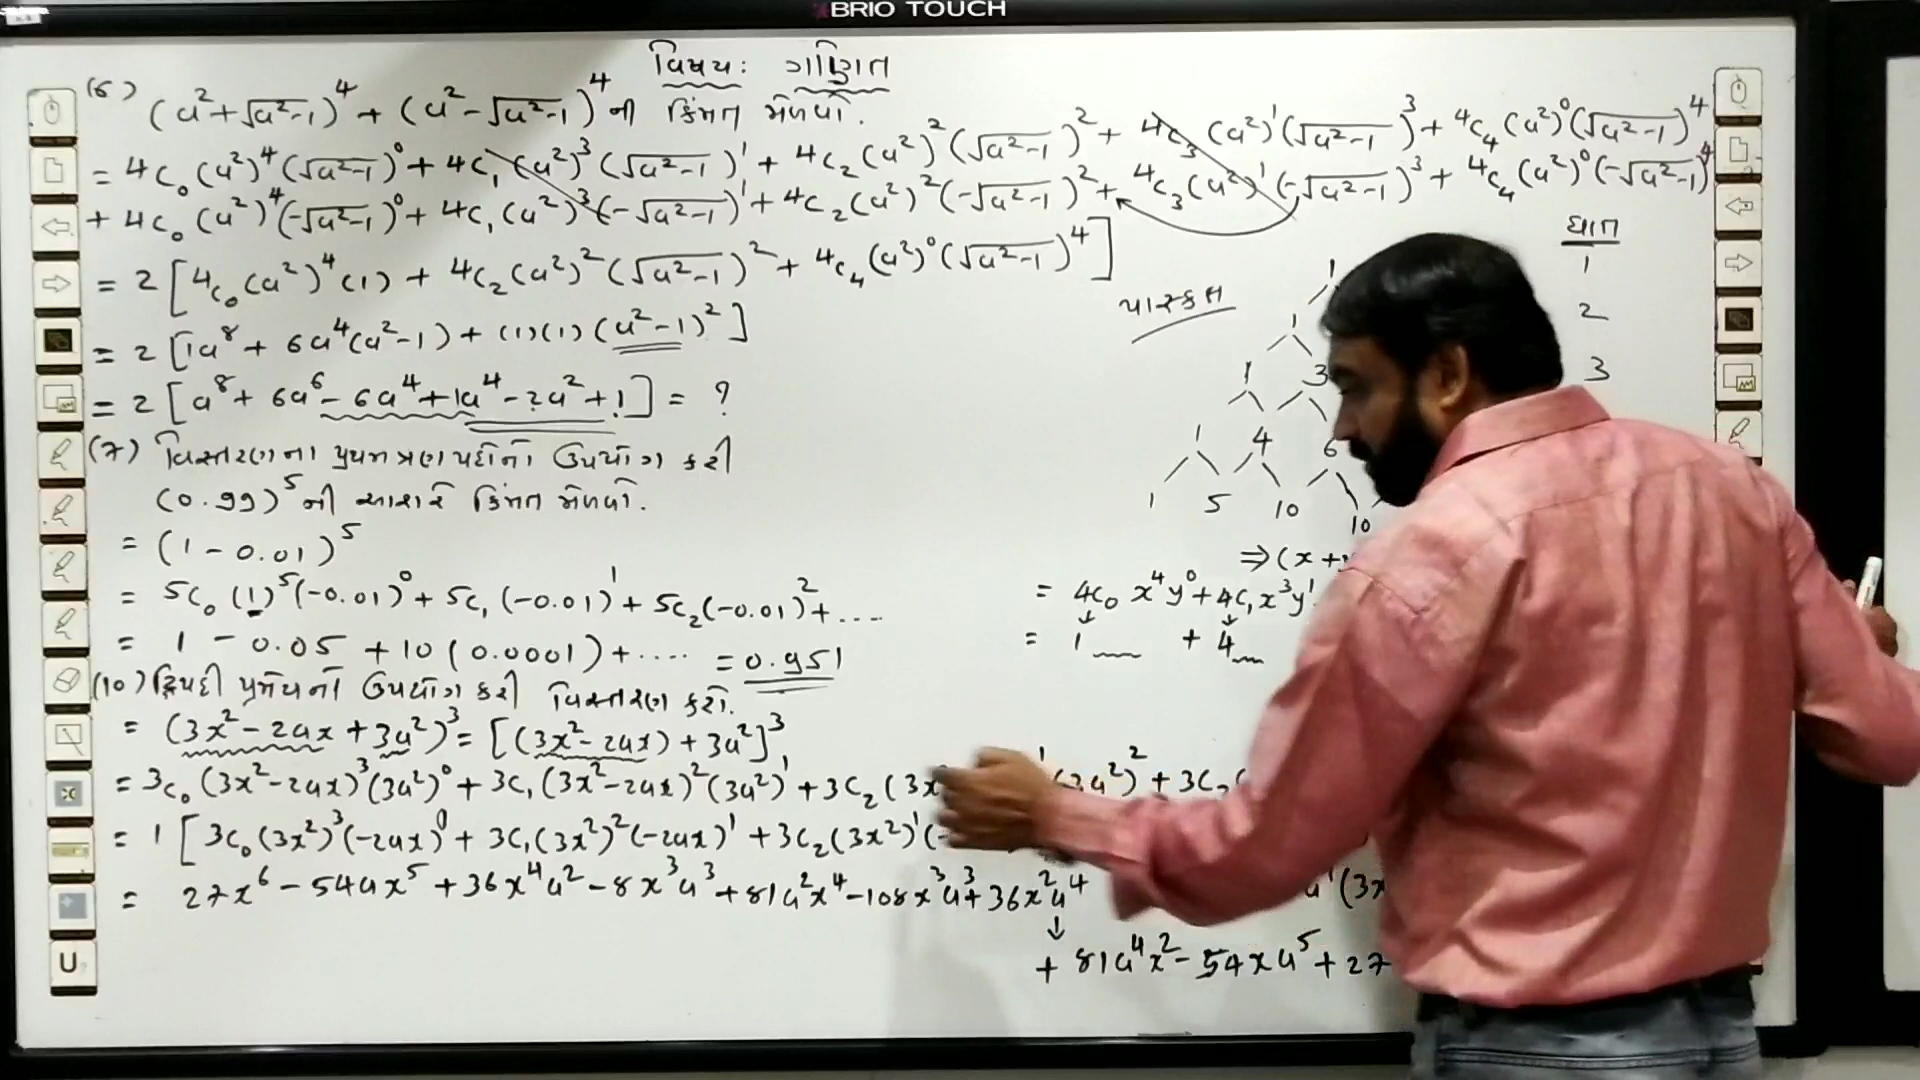 BRIO TOUCH
વિષય: ગણિત
(6) (a²+√a²-1)⁴ + (a²-√a²-1)⁴ની કિંમત મેળવો.
= 4c₀(a²)⁴(√a²-1)⁰ + 4c₁(a²)³(√a²-1)¹ + 4c₂(a²)²(√a²-1)² + 4c₃(a²)¹(√a²-1)³ + 4c₄(a²)⁰(√a²-1)⁴
+ 4c₀(a²)⁴(-√a²-1)⁰ + 4c₁(a²)³(-√a²-1)¹ + 4c₂(a²)²(-√a²-1)² + 4c₃(a²)¹(-√a²-1)³ + 4c₄(a²)⁰(-√a²-1)⁴
= 2 [4c₀(a²)⁴(1) + 4c₂(a²)²(√a²-1)² + 4c₄(a²)⁰(√a²-1)⁴]
= 2 [1a⁸ + 6a⁴(a²-1) + (1)(1)(a²-1)²]
= 2 [a⁸ + 6a⁶ - 6a⁴ + 1a⁴ - 2a² + 1] = ?
(7) વિસ્તરણના પ્રથમ ત્રણ પદોનો ઉપયોગ કરી
(0.99)⁵ની આશરે કિંમત મેળવો.
= (1 - 0.01)⁵
= 5c₀(1)⁵(-0.01)⁰ + 5c₁(-0.01)¹ + 5c₂(-0.01)² + ....
= 1 - 0.05 + 10(0.0001) + .... = 0.951
(10) દ્વિપદી પ્રમેયનો ઉપયોગ કરી વિસ્તરણ કરો.
= (3x² - 2ax + 3a²)³ = [(3x² - 2ax) + 3a²]³
= 3c₀(3x²-2ax)³(3a²)⁰ + 3c₁(3x²-2ax)²(3a²)¹ + 3c₂(3x ¹(3a²)² + 3c
= 1 [3c₀(3x²)³(-2ax)⁰ + 3c₁(3x²)²(-2ax)¹ + 3c₂(3x²)¹(-
= 27x⁶ - 54ax⁵ + 36x⁴a² - 8x³a³ + 81a²x⁴ - 108x³a³ + 36x²a⁴ (3x
↓
+ 81a⁴x² - 54xa⁵ + 27
પાસ્કલ
ઘાત
1
1
1 2
1 3 3
1 4 6
1 5 10 10
⇒ (x +
= 4c₀ x⁴y⁰ + 4c₁x³y¹
↓ ↓
= 1 + 4
U